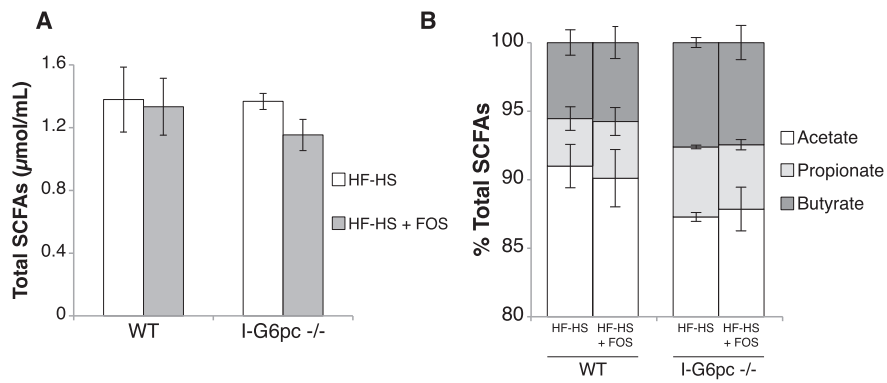 A
Total SCFAs (µmol/mL)
1.6
1.2
0.8
0.4
0
WT
I-G6pc -/-
HF-HS
HF-HS + FOS
B
% Total SCFAs
100
95
90
85
80
HF-HS
HF-HS
+ FOS
HF-HS
HF-HS
+ FOS
WT
I-G6pc -/-
Acetate
Propionate
Butyrate